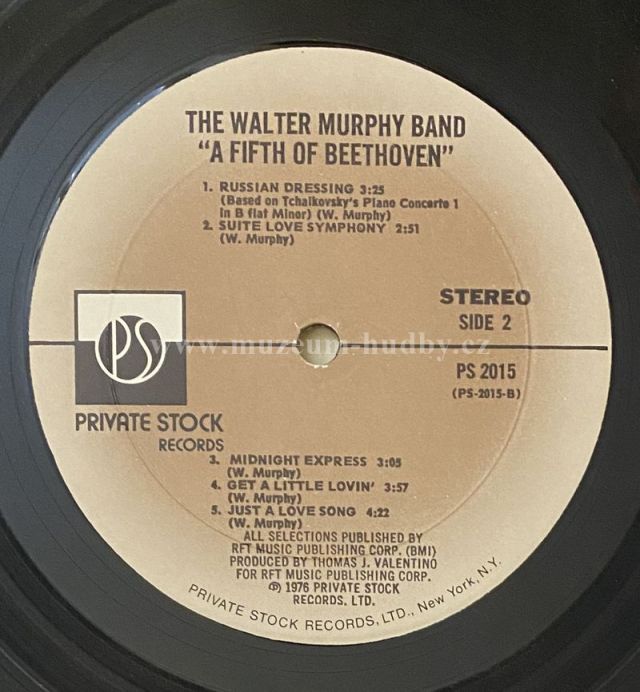 THE WALTER MURPHY BAND
"A FIFTH OF BEETHOVEN"
1. RUSSIAN DRESSING 3:25
(Based on Tchaikovsky's Piano Concerto 1
in B flat Minor) (W. Murphy)
2. SUITE LOVE SYMPHONY 2:51
(W. Murphy)
STEREO
SIDE 2
PS
www.muzeum-hudby.cz
PS 2015
(PS-2015-B)
PRIVATE STOCK
RECORDS
3. MIDNIGHT EXPRESS 3:05
(W. Murphy)
4. GET A LITTLE LOVIN' 3:57
(W. Murphy)
5. JUST A LOVE SONG 4:22
(W. Murphy)
ALL SELECTIONS PUBLISHED BY
RFT MUSIC PUBLISHING CORP. (BMI)
PRODUCED BY THOMAS J. VALENTINO
FOR RFT MUSIC PUBLISHING CORP.
℗ 1976 PRIVATE STOCK
RECORDS, LTD.
PRIVATE STOCK RECORDS, LTD., New York, N.Y.